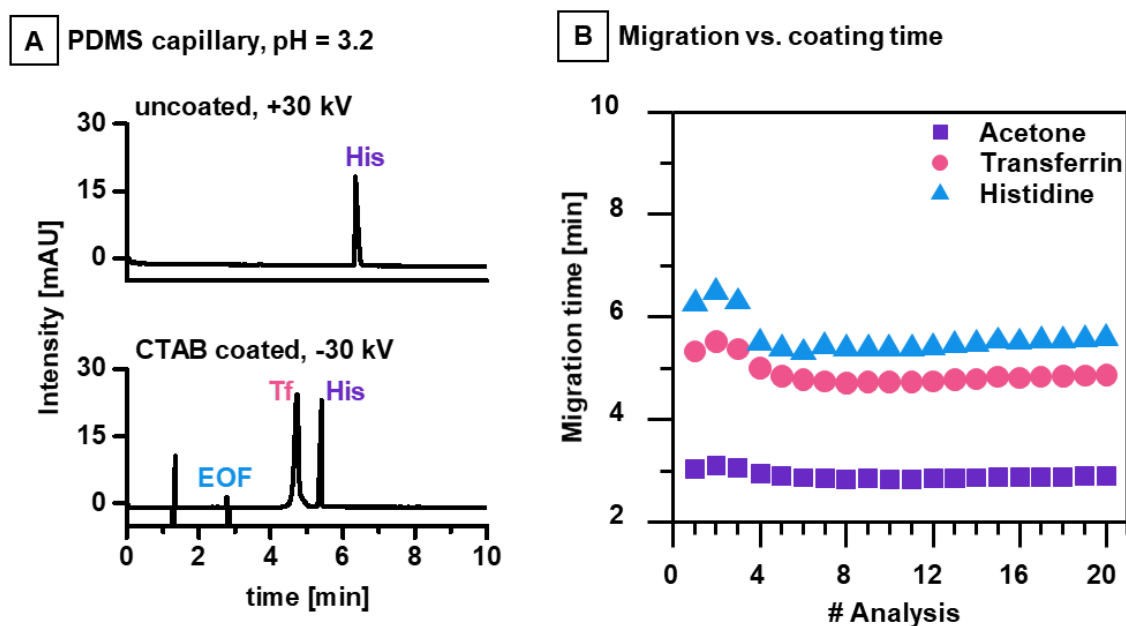 A PDMS capillary, pH = 3.2
uncoated, +30 kV
30
His
15
0
CTAB coated, -30 kV
30
Tf His
15
EOF
0
0 2 4 6 8 10
time [min]
Intensity [mAU]
B Migration vs. coating time
10
Acetone
Transferrin
Histidine
8
6
4
2
0 4 8 12 16 20
# Analysis
Migration time [min]